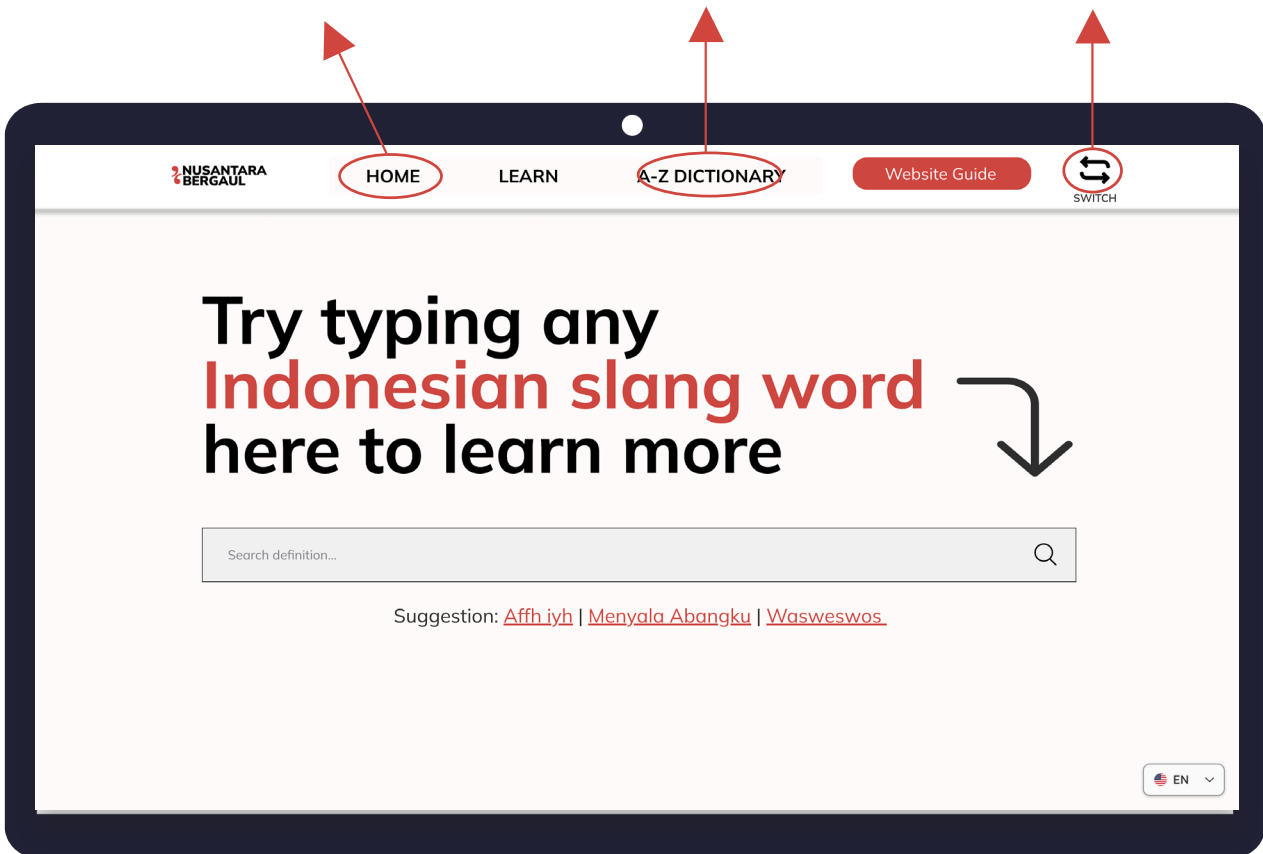 NUSANTARA
BERGAUL
HOME
LEARN
A-Z DICTIONARY
Website Guide
SWITCH
Try typing any
Indonesian slang word
here to learn more
Search definition...
Suggestion: Affh iyh | Menyala Abangku | Wasweswos
EN